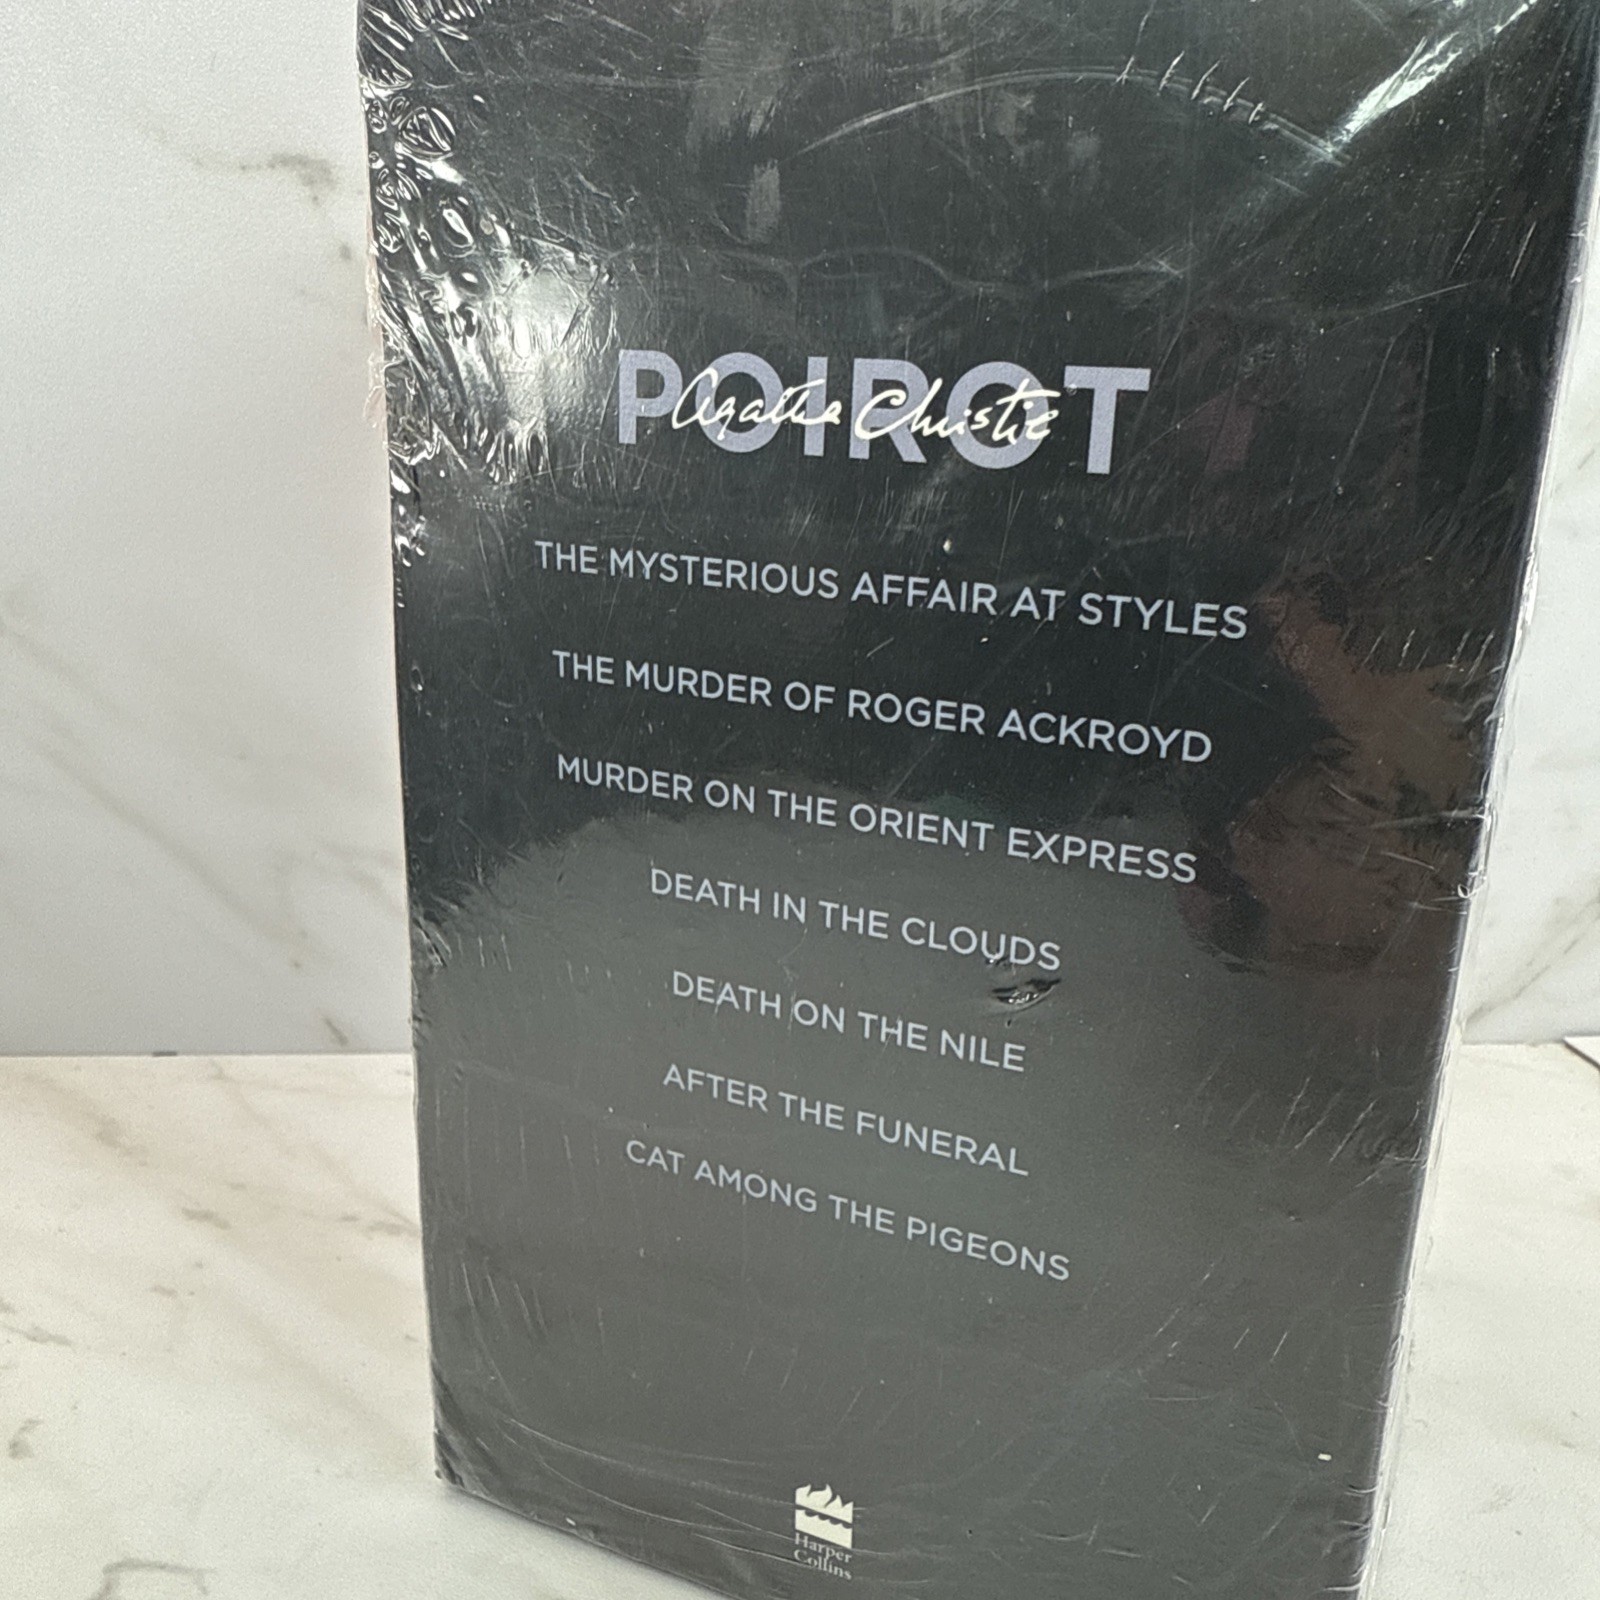 POIROT
Agatha Christie
THE MYSTERIOUS AFFAIR AT STYLES
THE MURDER OF ROGER ACKROYD
MURDER ON THE ORIENT EXPRESS
DEATH IN THE CLOUDS
DEATH ON THE NILE
AFTER THE FUNERAL
CAT AMONG THE PIGEONS
Harper
Collins